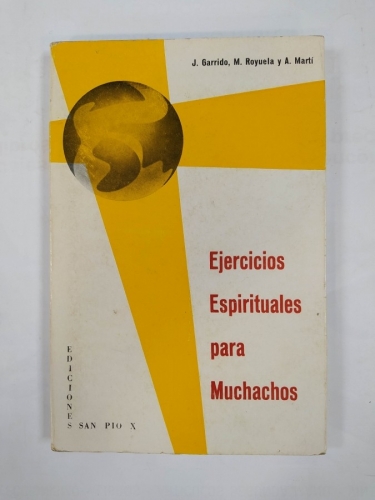 J. Garrido, M. Royuela y A. Martí
Ejercicios
Espirituales
para
Muchachos
EDICIONES
SAN PIO X